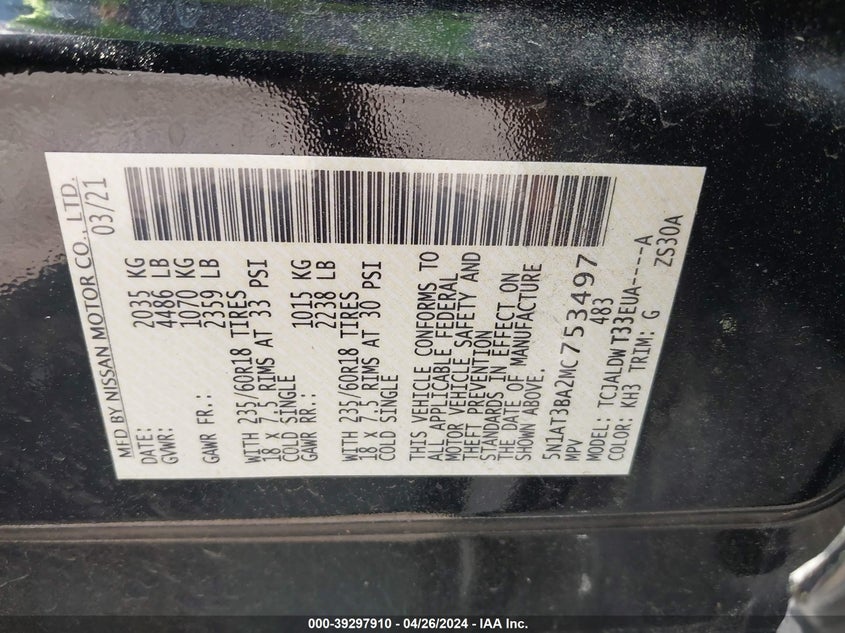 MFD BY NISSAN MOTOR CO., LTD.
DATE: 03/21
GVWR: 2035 KG
4486 LB
GAWR FR.: 1070 KG
2359 LB
WITH 235/60R18 TIRES
18 x 7.5 RIMS AT 33 PSI
COLD SINGLE
GAWR RR.: 1015 KG
2238 LB
WITH 235/60R18 TIRES
18 x 7.5 RIMS AT 30 PSI
COLD SINGLE
THIS VEHICLE CONFORMS TO
ALL APPLICABLE FEDERAL
MOTOR VEHICLE SAFETY AND
THEFT PREVENTION
STANDARDS IN EFFECT ON
THE DATE OF MANUFACTURE
SHOWN ABOVE.
5N1AT3BA2MC753497
MPV 483
MODEL: TCJALDWT33EUA----A
COLOR: KH3 TRIM: G ZS30A
000-39297910 - 04/26/2024 - IAA Inc.